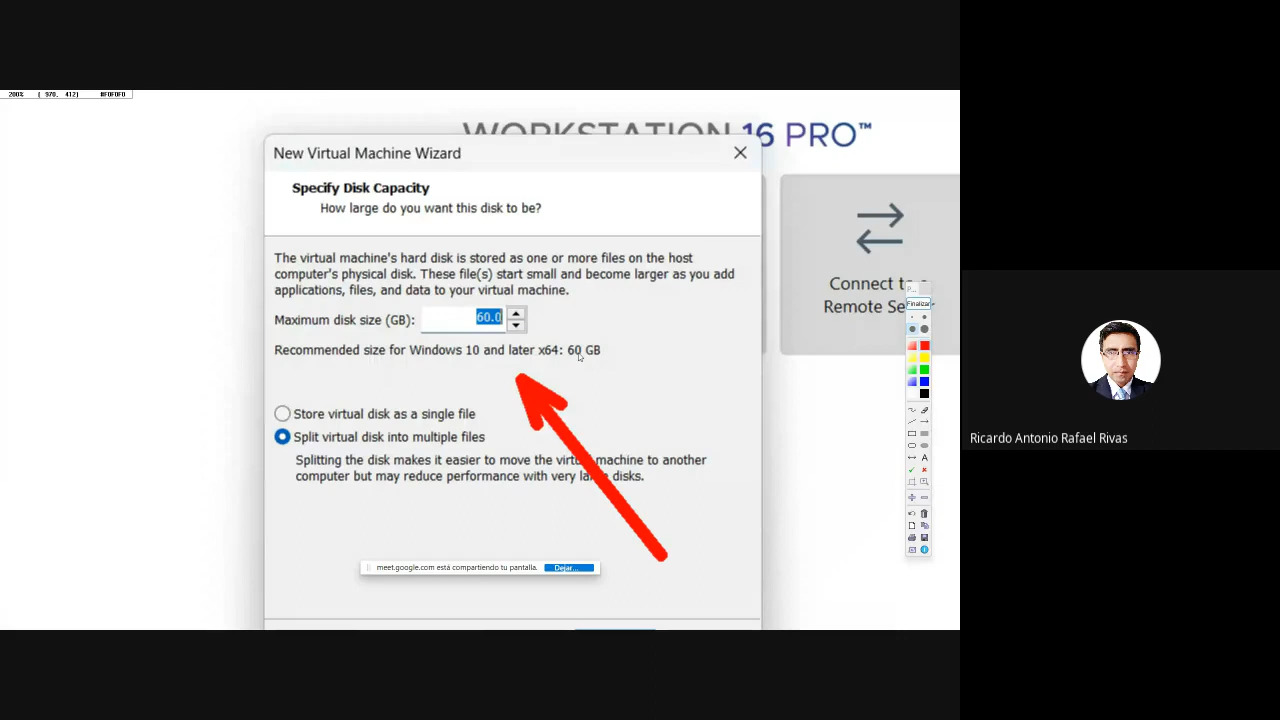 200% ( 970, 412) #F0F0F0
WORKSTATION 16 PRO™
New Virtual Machine Wizard
Specify Disk Capacity
How large do you want this disk to be?
The virtual machine's hard disk is stored as one or more files on the host
computer's physical disk. These file(s) start small and become larger as you add
applications, files, and data to your virtual machine.
Maximum disk size (GB): 60.0
Recommended size for Windows 10 and later x64: 60 GB
Store virtual disk as a single file
Split virtual disk into multiple files
Splitting the disk makes it easier to move the virtual machine to another
computer but may reduce performance with very large disks.
meet.google.com está compartiendo tu pantalla. Dejar...
Connect to a
Remote Se
P...
Finalizar
A
Ricardo Antonio Rafael Rivas